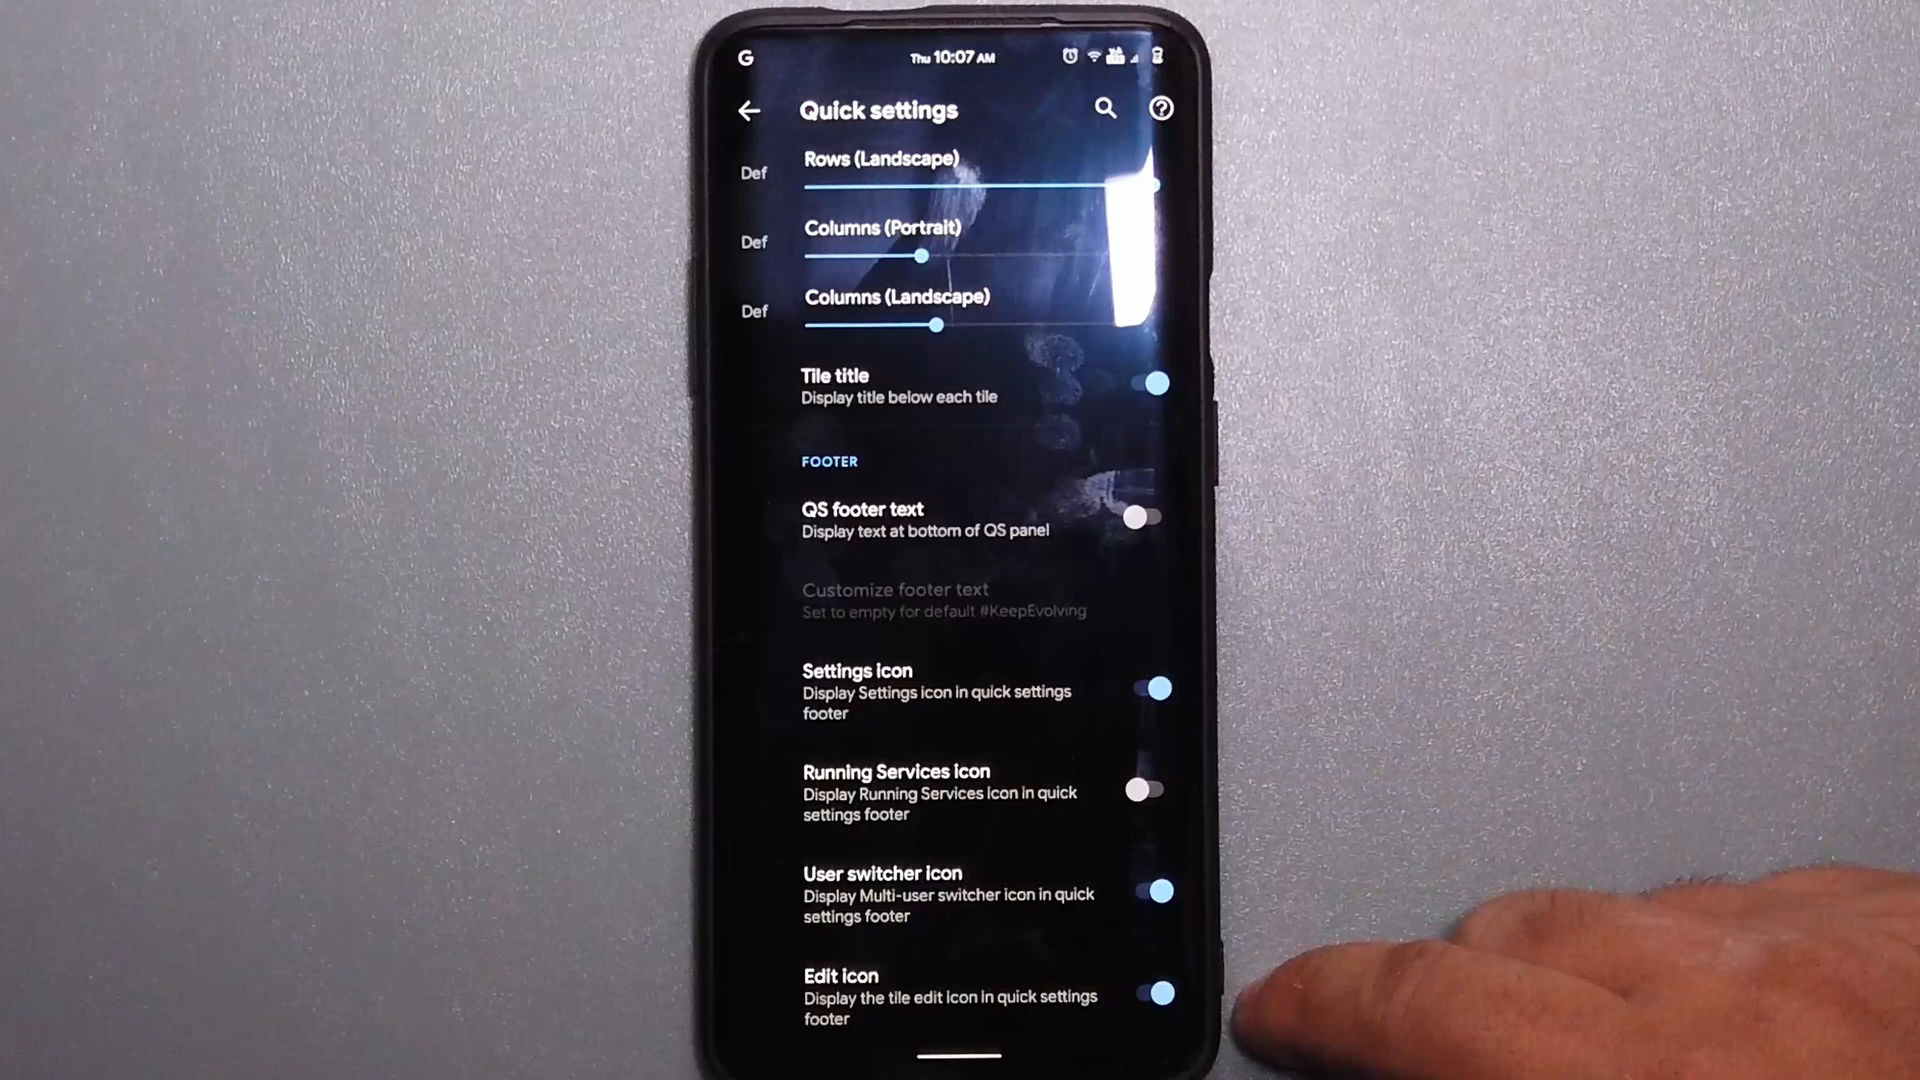 G Thu 10:07 AM
Quick settings
Def Rows (Landscape)
Def Columns (Portrait)
Def Columns (Landscape)
Tile title
Display title below each tile
FOOTER
QS footer text
Display text at bottom of QS panel
Customize footer text
Set to empty for default #KeepEvolving
Settings icon
Display Settings icon in quick settings
footer
Running Services icon
Display Running Services icon in quick
settings footer
User switcher icon
Display Multi-user switcher icon in quick
settings footer
Edit icon
Display the tile edit icon in quick settings
footer